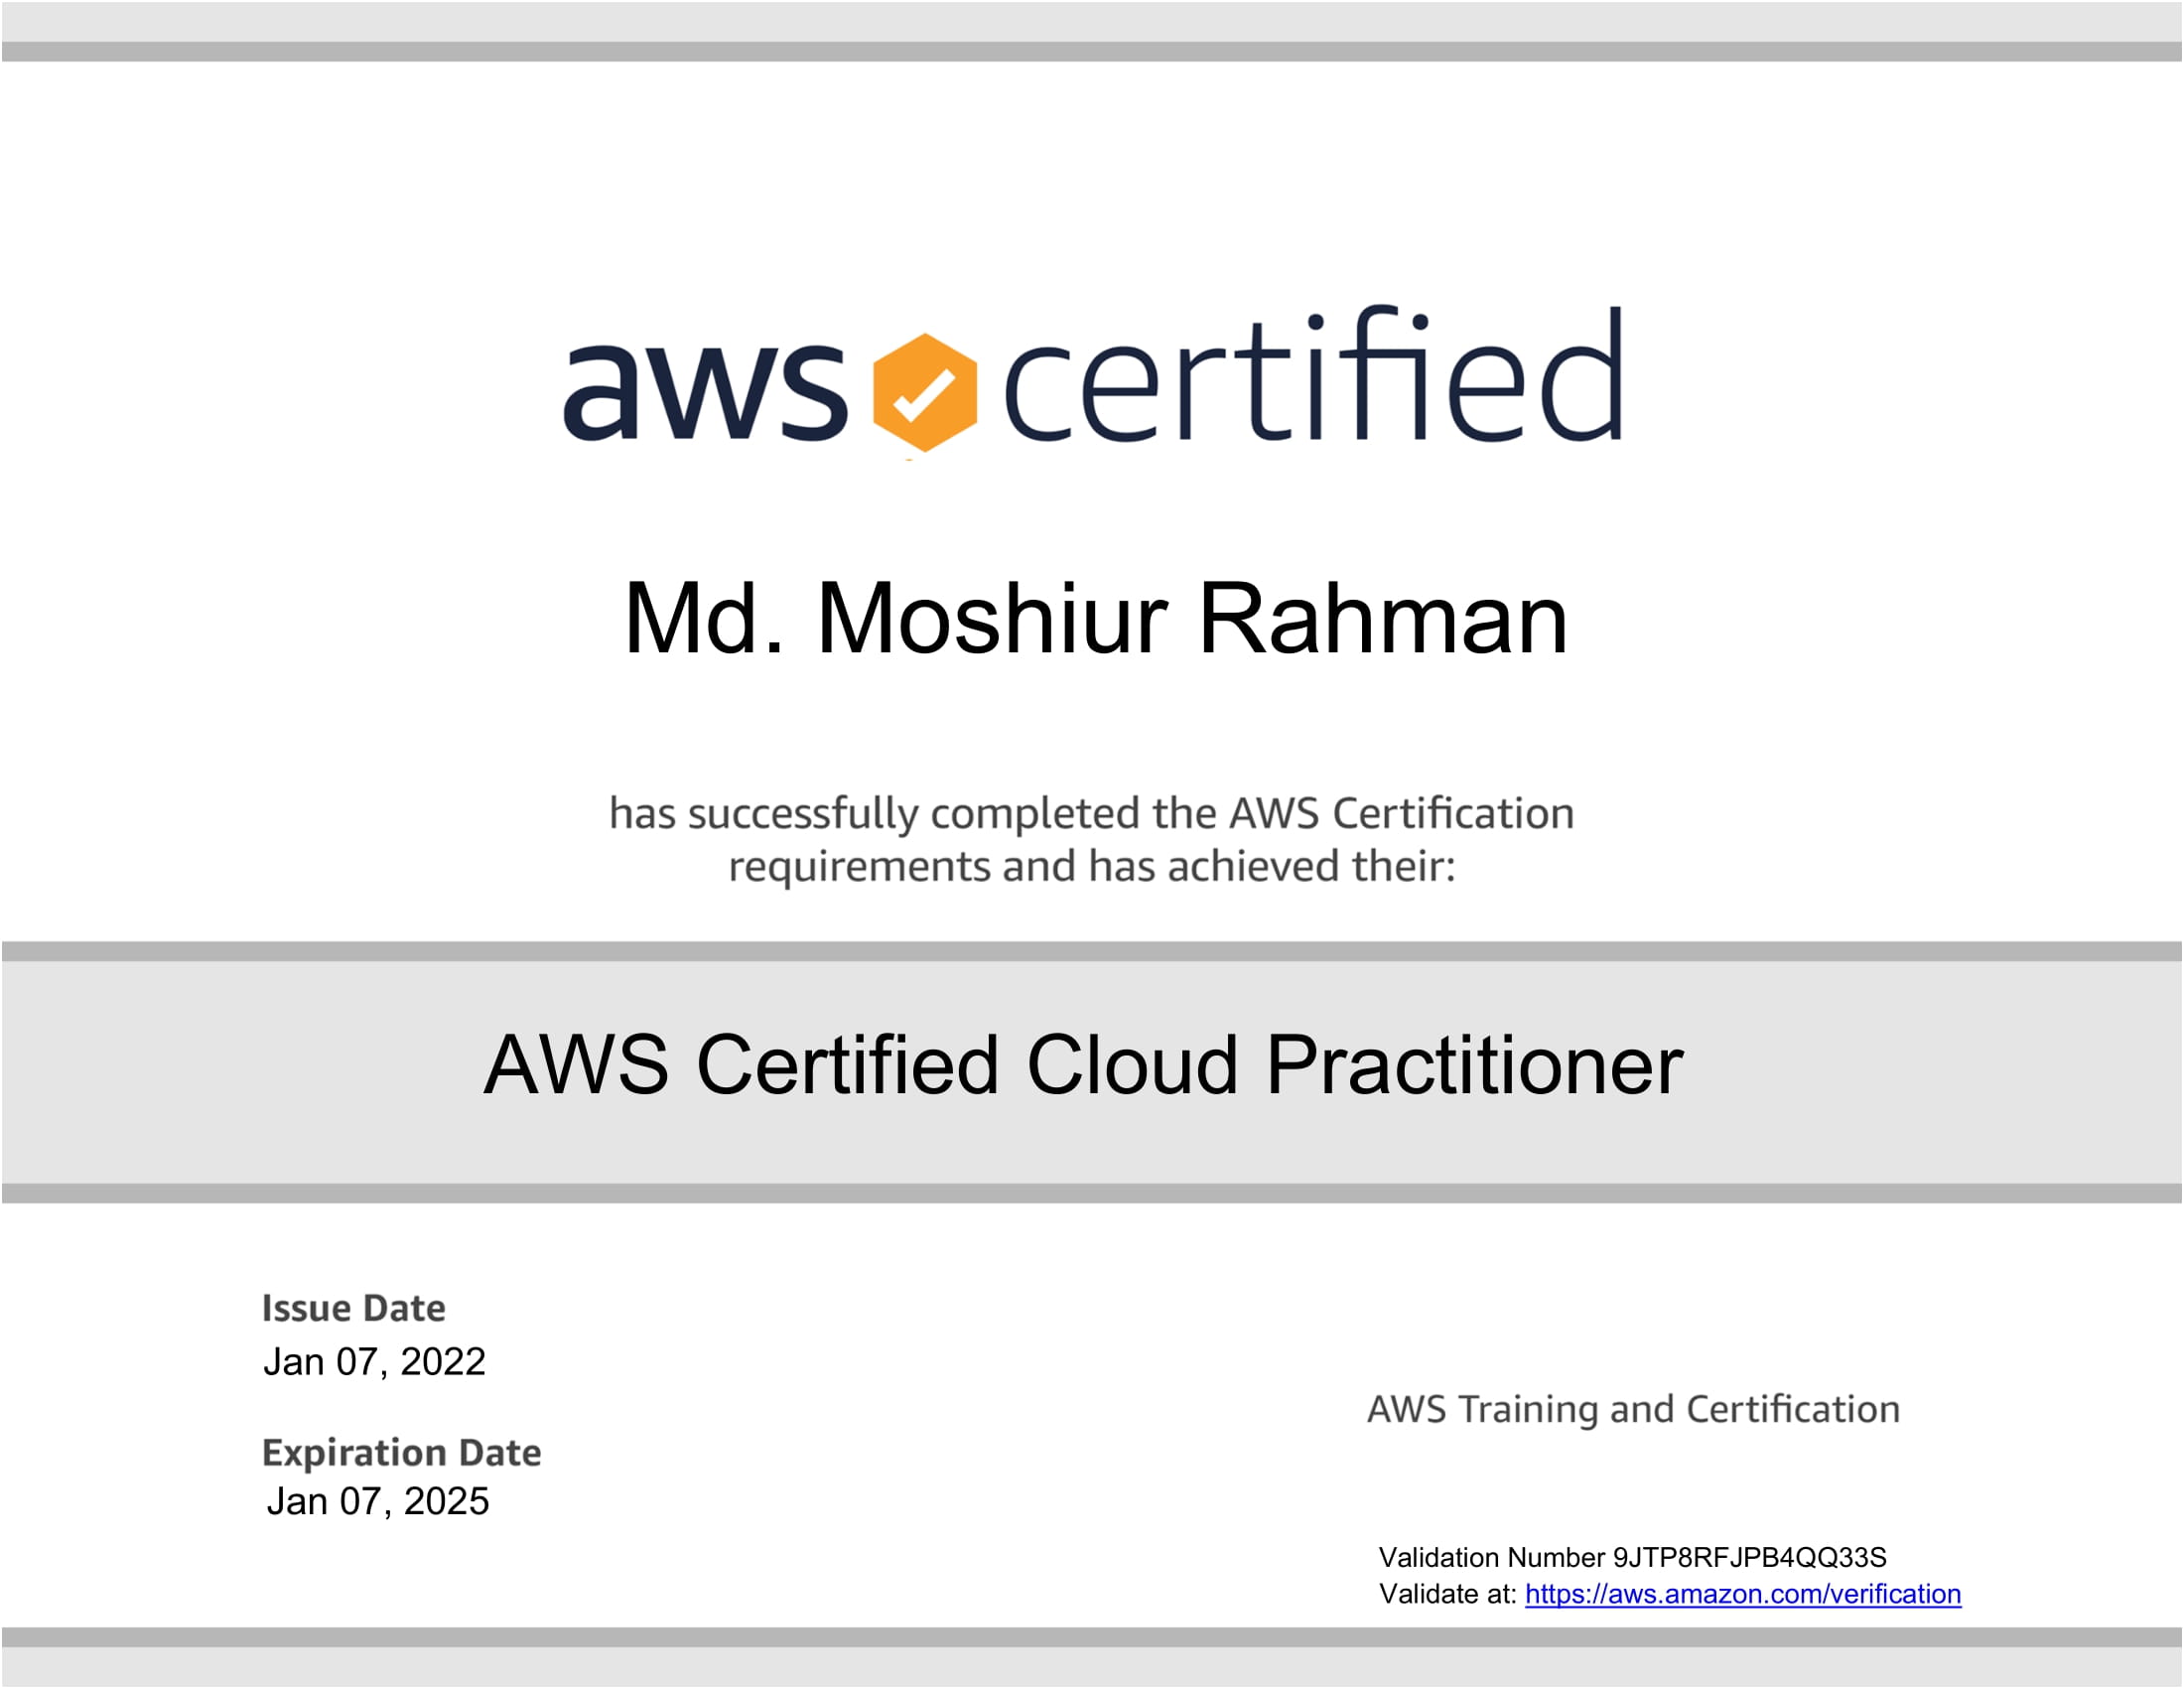 aws certified
Md. Moshiur Rahman
has successfully completed the AWS Certification
requirements and has achieved their:
AWS Certified Cloud Practitioner
Issue Date
Jan 07, 2022
Expiration Date
Jan 07, 2025
AWS Training and Certification
Validation Number 9JTP8RFJPB4QQ33S
Validate at: https://aws.amazon.com/verification